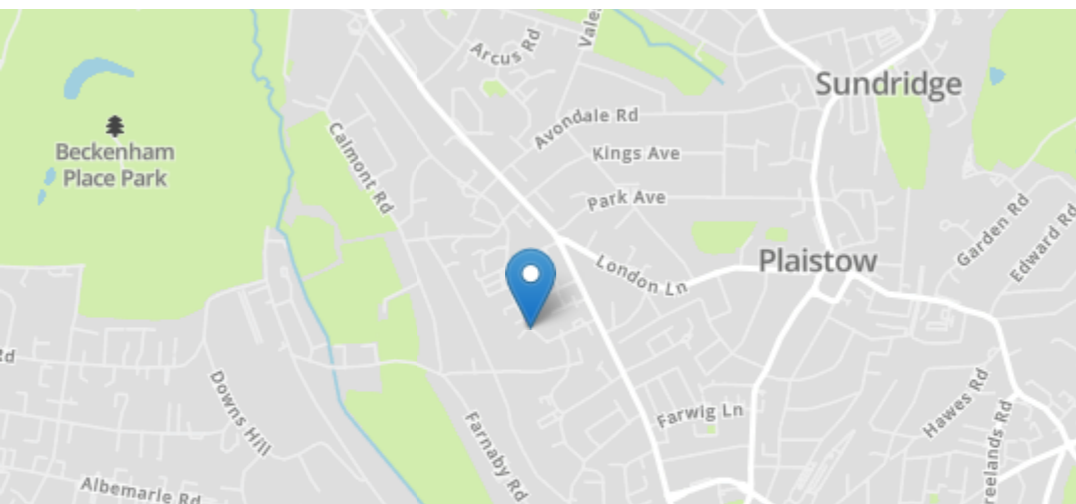 Arcus Rd
Sundridge
Avondale Rd
Calmont Rd
Beckenham
Place Park
Kings Ave
Park Ave
Garden Rd
Edward Rd
Plaistow
London Ln
Downs Hill
Farwig Ln
Hawes Rd
Farnaby Rd
Albemarle Rd